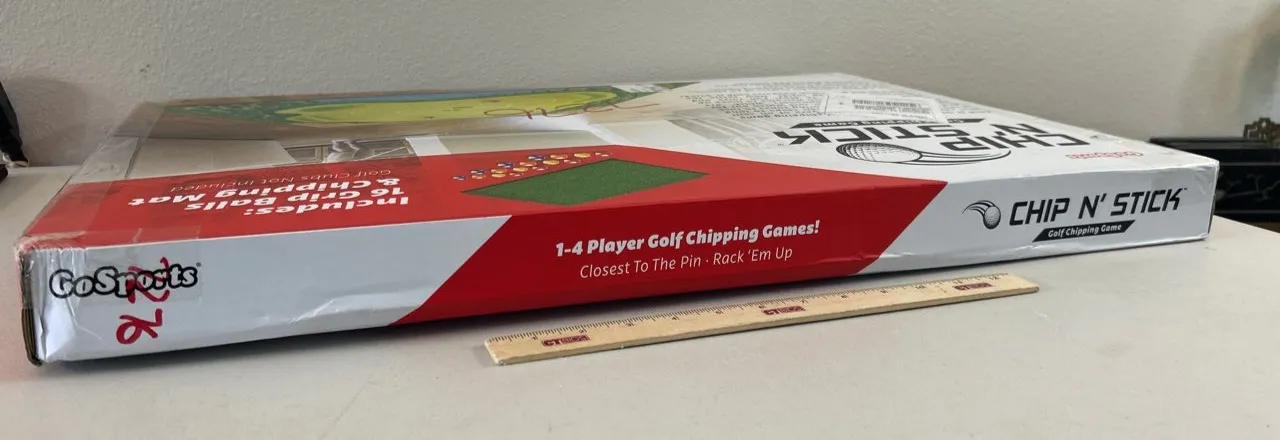 CHIP
N' STICK
Golf Clubs Not Included
Includes:
16 Grip Balls
& Chipping Mat
GoSports
1-4 Player Golf Chipping Games!
Closest To The Pin · Rack 'Em Up
CHIP N' STICK™
Golf Chipping Game